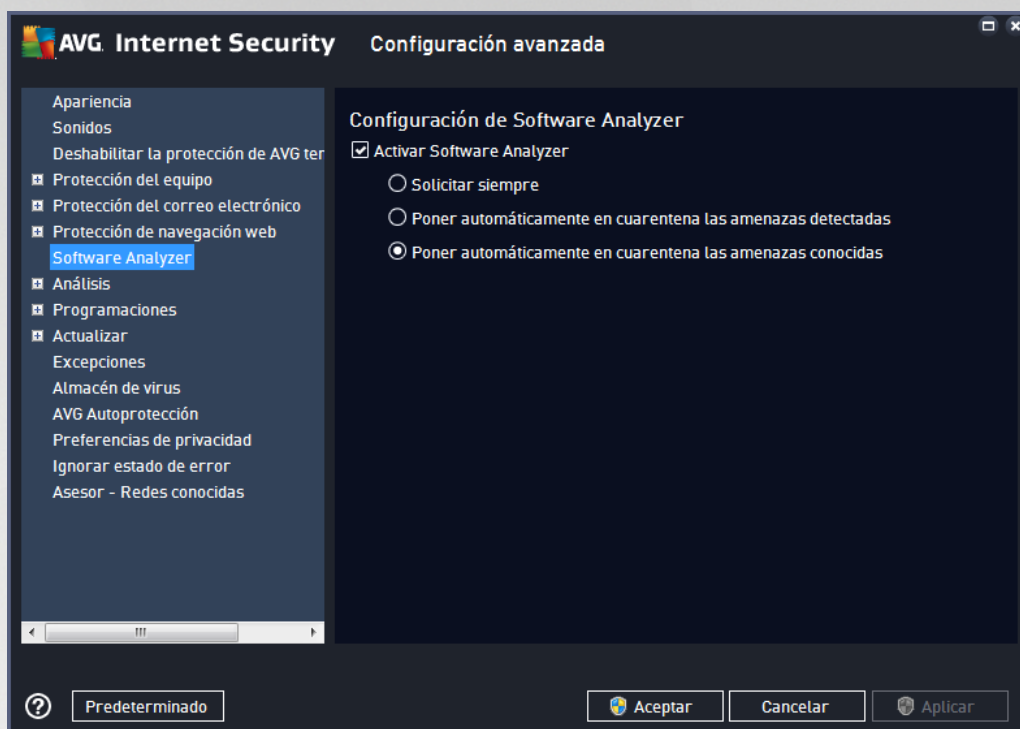 AVG. Internet Security
Configuración avanzada
Apariencia
Sonidos
Deshabilitar la protección de AVG ter
Protección del equipo
Protección del correo electrónico
Protección de navegación web
Software Analyzer
Análisis
Programaciones
Actualizar
Excepciones
Almacén de virus
AVG Autoprotección
Preferencias de privacidad
Ignorar estado de error
Asesor - Redes conocidas
Configuración de Software Analyzer
Activar Software Analyzer
Solicitar siempre
Poner automáticamente en cuarentena las amenazas detectadas
Poner automáticamente en cuarentena las amenazas conocidas
Predeterminado
Aceptar
Cancelar
Aplicar